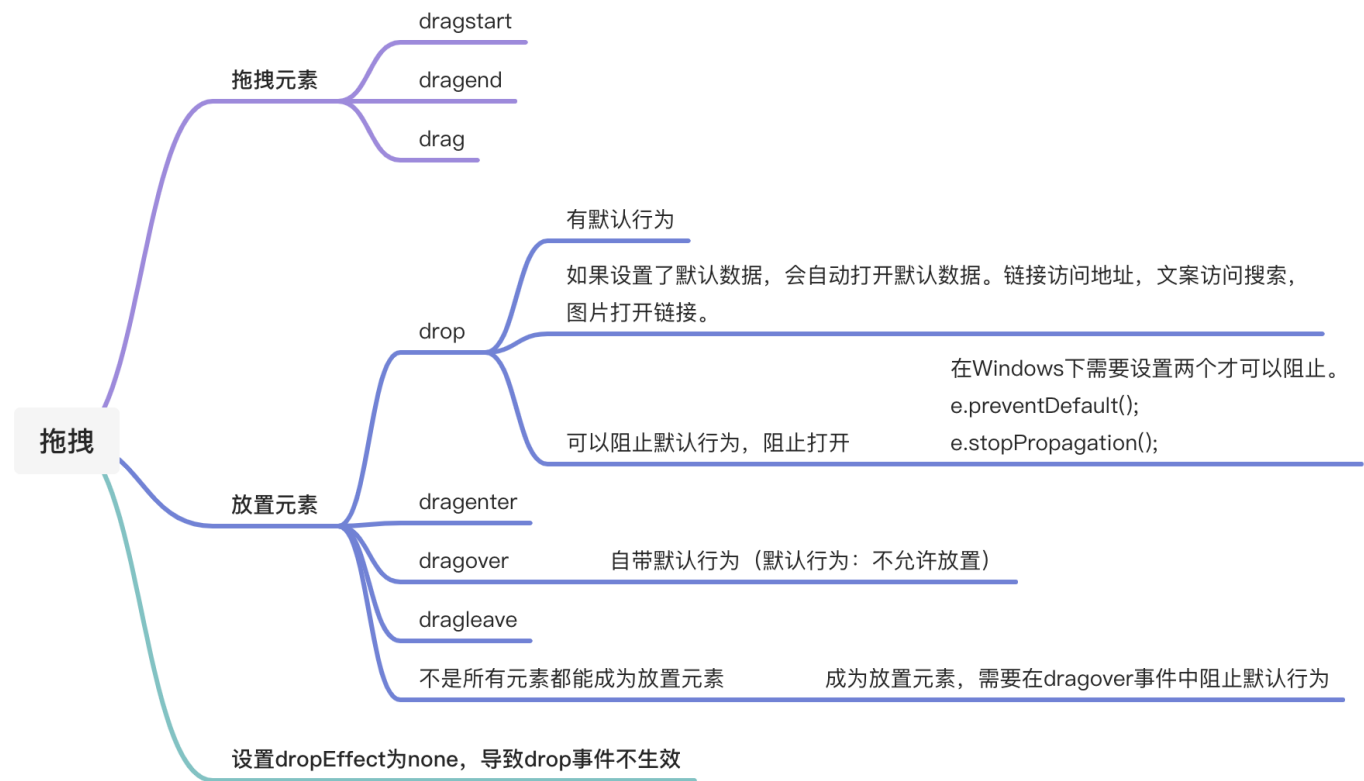 dragstart
拖拽元素
dragend
drag
有默认行为
如果设置了默认数据，会自动打开默认数据。链接访问地址，文案访问搜索，
图片打开链接。
drop
在Windows下需要设置两个才可以阻止。
e.preventDefault();
可以阻止默认行为，阻止打开
e.stopPropagation();
拖拽
放置元素
dragenter
dragover
自带默认行为（默认行为：不允许放置）
dragleave
不是所有元素都能成为放置元素
成为放置元素，需要在dragover事件中阻止默认行为
设置dropEffect为none，导致drop事件不生效